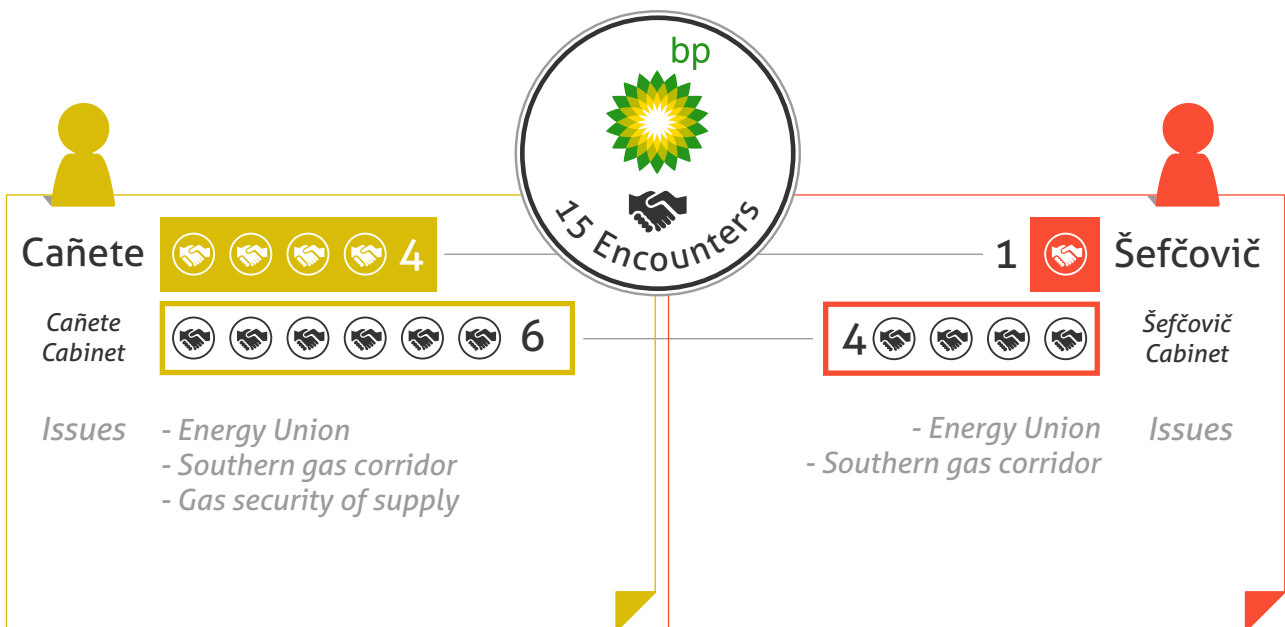 bp
15 Encounters
Cañete 4
1 Šefčovič
Cañete
Cabinet
6
4
Šefčovič
Cabinet
Issues
- Energy Union
- Southern gas corridor
- Gas security of supply
- Energy Union
- Southern gas corridor
Issues